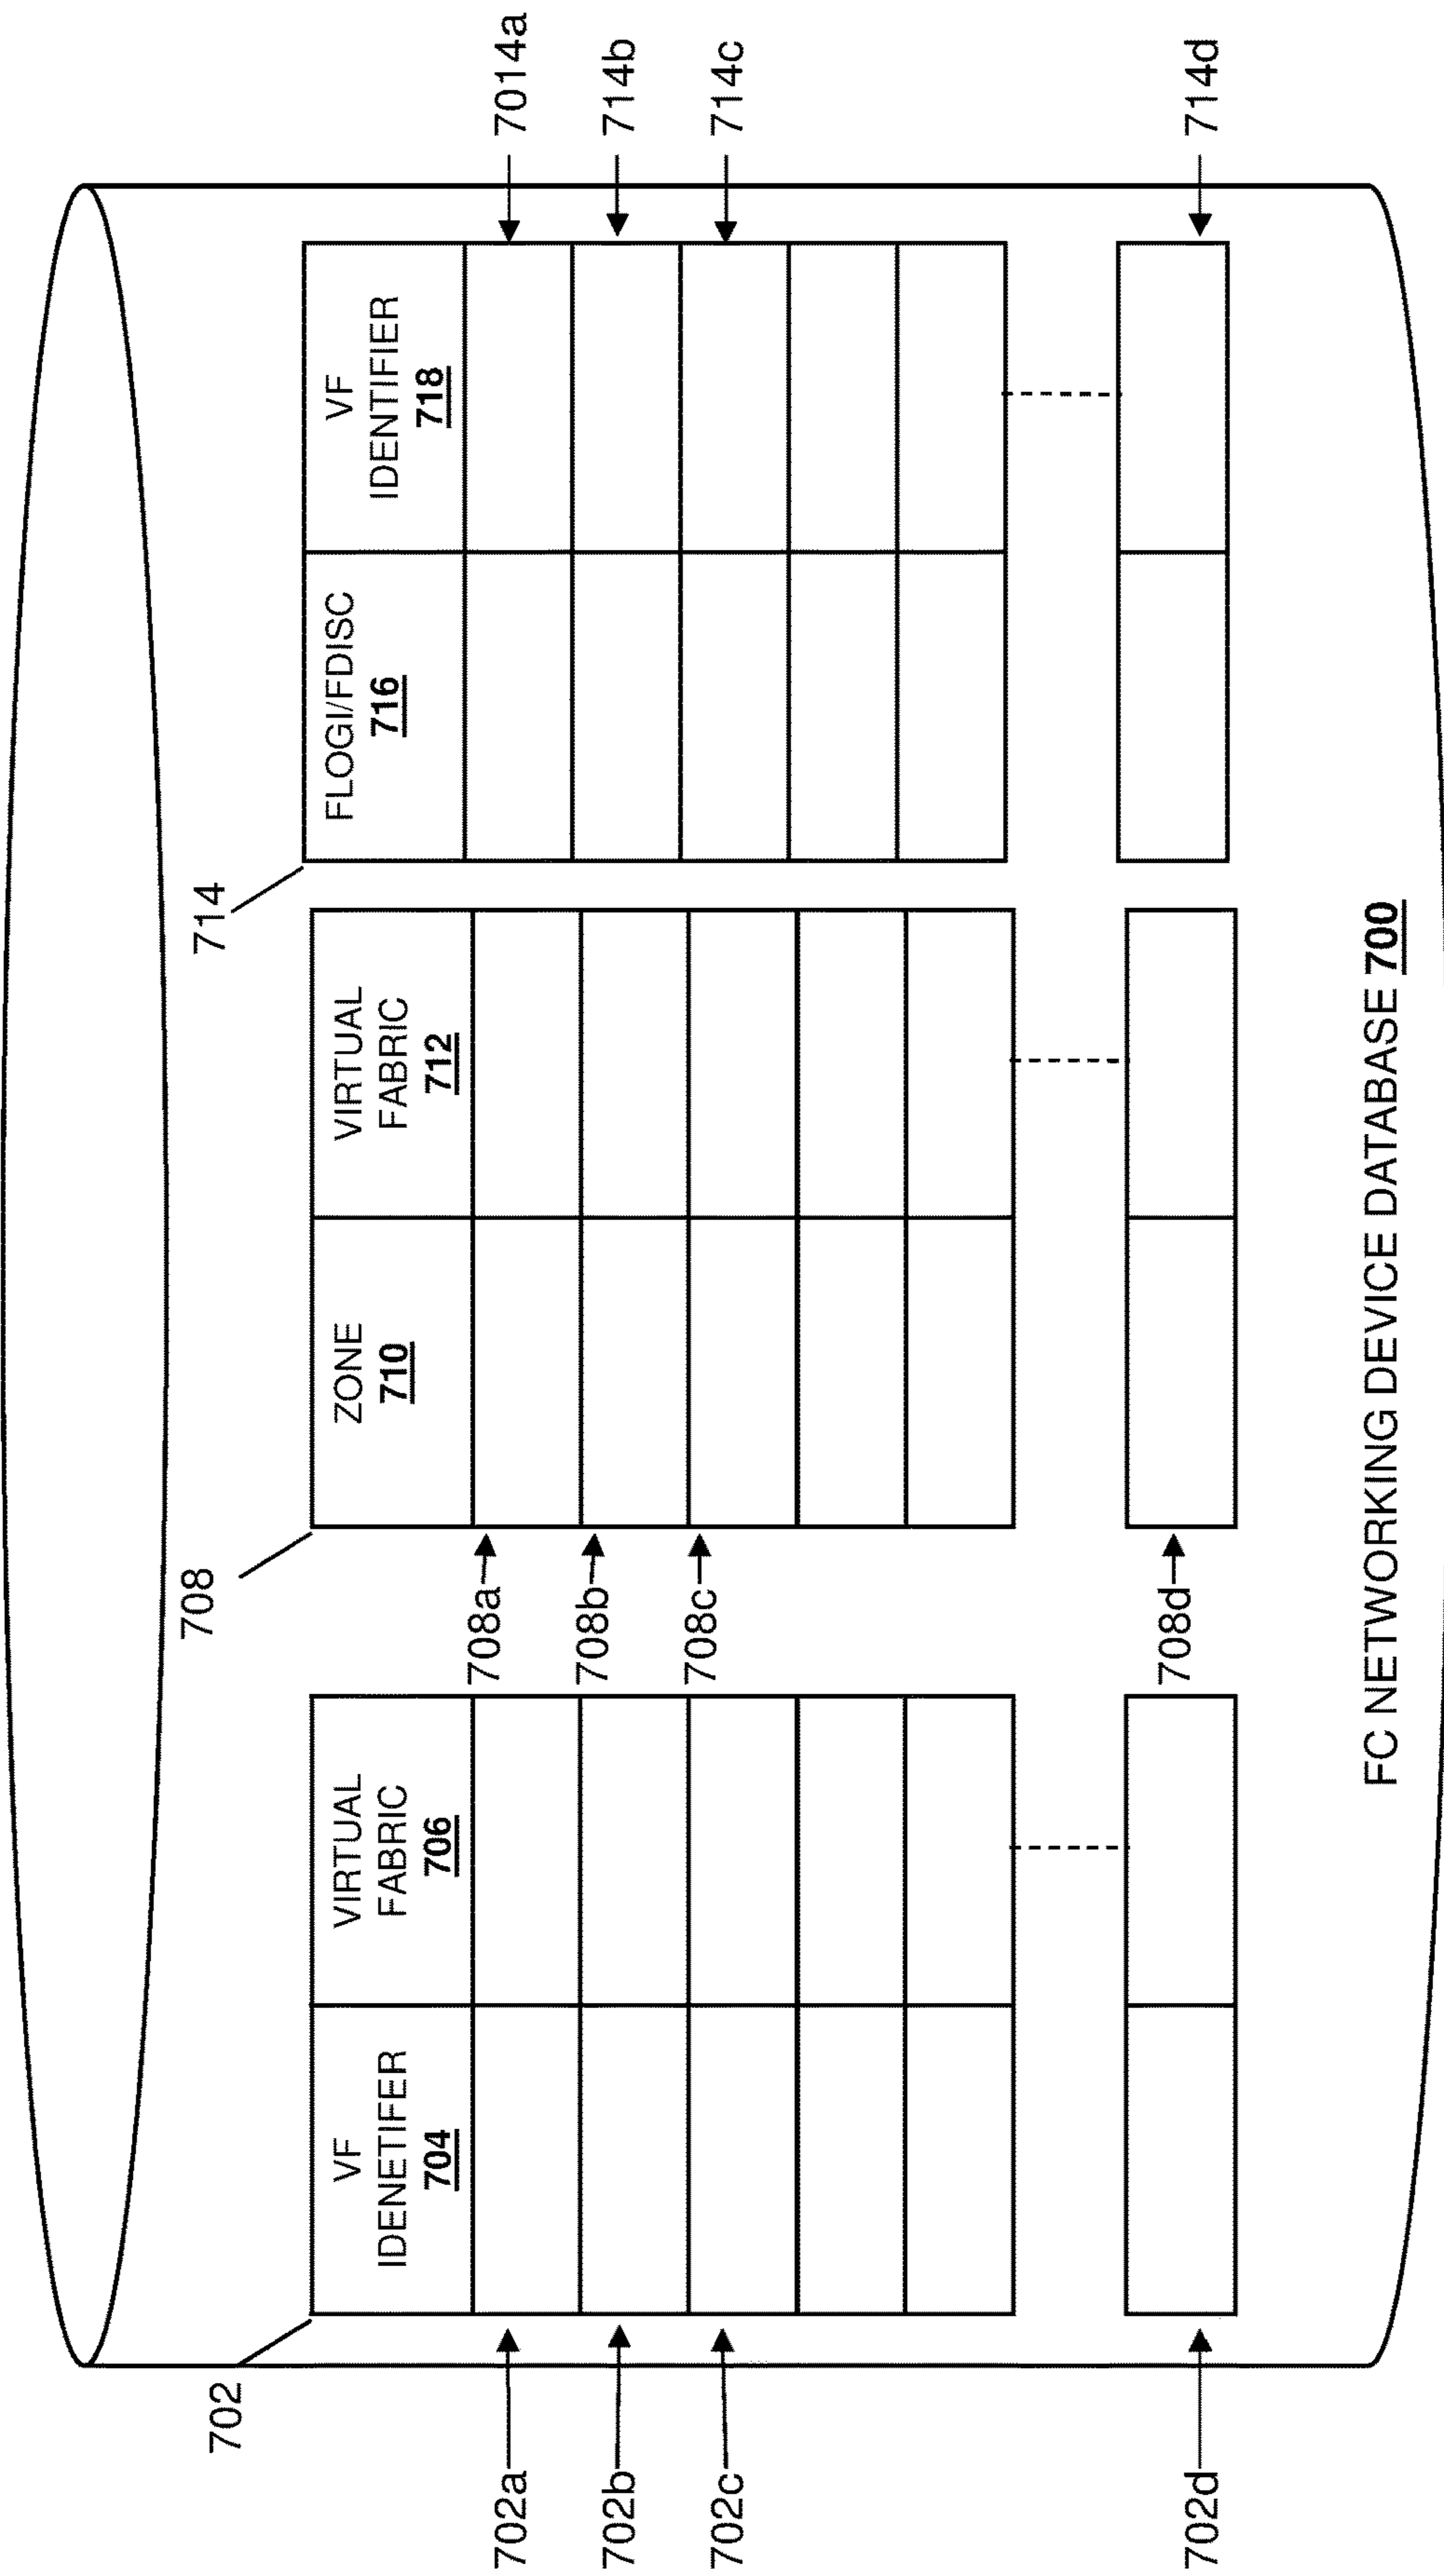 702
708
714
VF
IDENETIFER
704
VIRTUAL
FABRIC
706
ZONE
710
VIRTUAL
FABRIC
712
FLOGI/FDISC
716
VF
IDENTIFIER
718
702a
708a
7014a
702b
708b
714b
702c
708c
714c
702d
708d
714d
FC NETWORKING DEVICE DATABASE 700